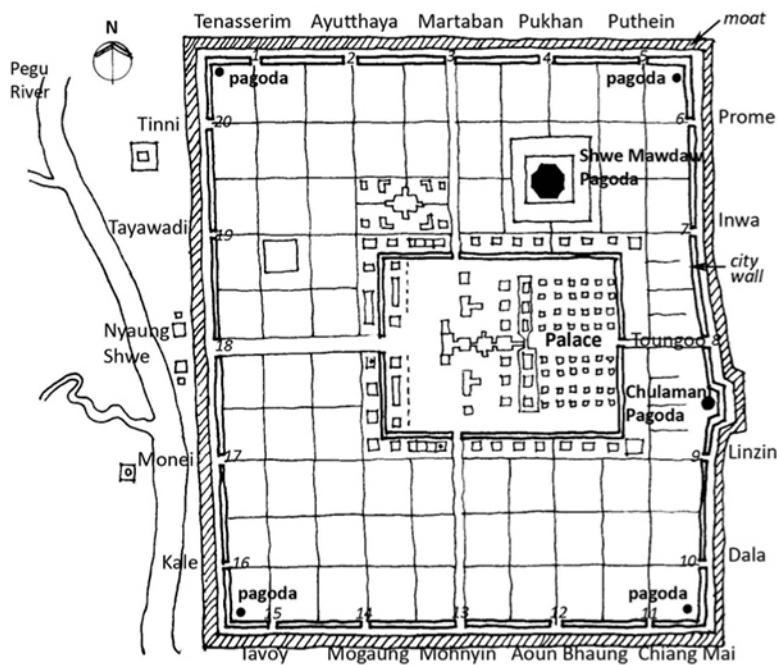 Tenasserim Ayutthaya Martaban Pukhan Puthein moat
N
1 2 3 4 5
Pegu
River
pagoda pagoda
Tinni 20 6 Prome
Shwe Mawdaw
Pagoda
Tayawadi 19 7 Inwa
city
wall
Nyaung
Shwe
18 Palace Toungoo 8
Chulaman
Pagoda
Monei 17 9 Linzin
Kale 16 10 Dala
pagoda pagoda
15 14 13 12 11
Tavoy Mogaung Mohnyin Aoun Bhaung Chiang Mai